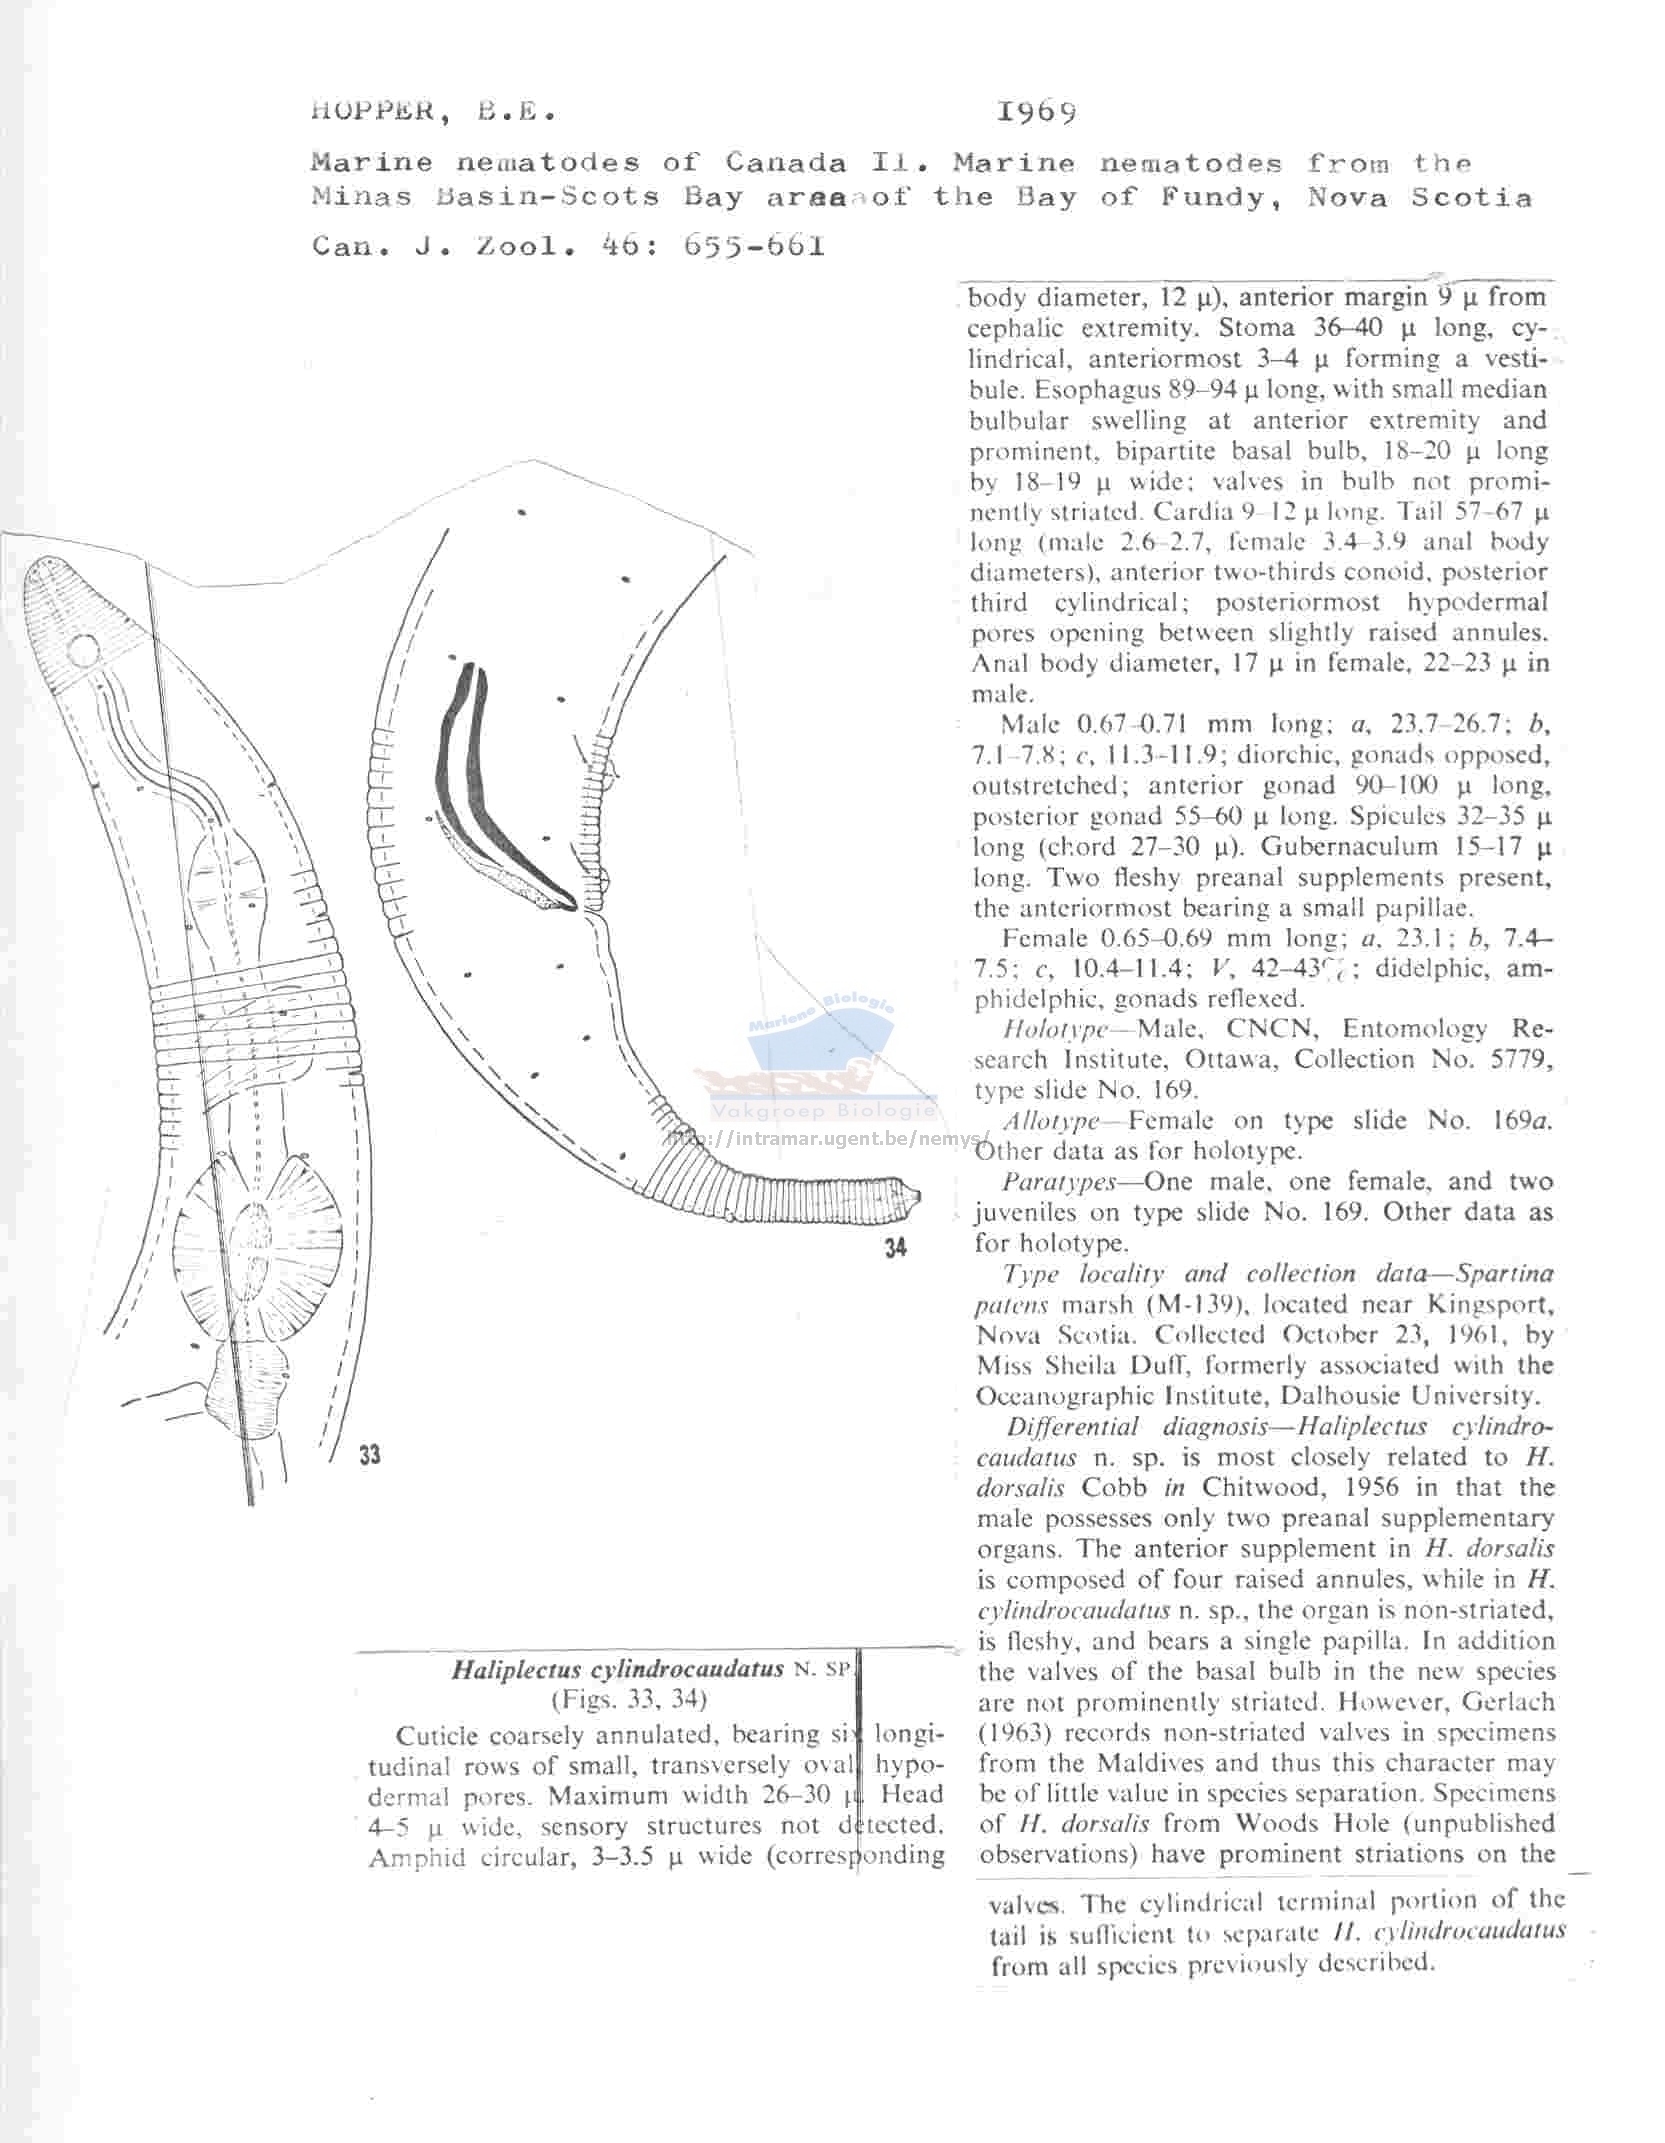 HOPPER, B.E. 1969
Marine nematodes of Canada II. Marine nematodes from the
Minas Basin-Scots Bay area of the Bay of Fundy, Nova Scotia
Can. J. Zool. 46: 655-661
33
34
Mariene Biologie
Vakgroep Biologie
http://intramar.ugent.be/nemys/
Haliplectus cylindrocaudatus N. SP.
(Figs. 33, 34)
Cuticle coarsely annulated, bearing six longi-
tudinal rows of small, transversely oval hypo-
dermal pores. Maximum width 26–30 μ. Head
4–5 μ wide, sensory structures not detected.
Amphid circular, 3–3.5 μ wide (corresponding
body diameter, 12 μ), anterior margin 9 μ from
cephalic extremity. Stoma 36–40 μ long, cy-
lindrical, anteriormost 3–4 μ forming a vesti-
bule. Esophagus 89–94 μ long, with small median
bulbular swelling at anterior extremity and
prominent, bipartite basal bulb, 18–20 μ long
by 18–19 μ wide; valves in bulb not promi-
nently striated. Cardia 9–12 μ long. Tail 57–67 μ
long (male 2.6–2.7, female 3.4–3.9 anal body
diameters), anterior two-thirds conoid, posterior
third cylindrical; posteriormost hypodermal
pores opening between slightly raised annules.
Anal body diameter, 17 μ in female, 22–23 μ in
male.
Male 0.67–0.71 mm long; a, 23.7–26.7; b,
7.1–7.8; c, 11.3–11.9; diorchic, gonads opposed,
outstretched; anterior gonad 90–100 μ long,
posterior gonad 55–60 μ long. Spicules 32–35 μ
long (chord 27–30 μ). Gubernaculum 15–17 μ
long. Two fleshy preanal supplements present,
the anteriormost bearing a small papillae.
Female 0.65–0.69 mm long; a, 23.1; b, 7.4–
7.5; c, 10.4–11.4; V, 42–43%; didelphic, am-
phidelphic, gonads reflexed.
Holotype—Male, CNCN, Entomology Re-
search Institute, Ottawa, Collection No. 5779,
type slide No. 169.
Allotype—Female on type slide No. 169a.
Other data as for holotype.
Paratypes—One male, one female, and two
juveniles on type slide No. 169. Other data as
for holotype.
Type locality and collection data—Spartina
patens marsh (M-139), located near Kingsport,
Nova Scotia. Collected October 23, 1961, by
Miss Sheila Duff, formerly associated with the
Oceanographic Institute, Dalhousie University.
Differential diagnosis—Haliplectus cylindro-
caudatus n. sp. is most closely related to H.
dorsalis Cobb in Chitwood, 1956 in that the
male possesses only two preanal supplementary
organs. The anterior supplement in H. dorsalis
is composed of four raised annules, while in H.
cylindrocaudatus n. sp., the organ is non-striated,
is fleshy, and bears a single papilla. In addition
the valves of the basal bulb in the new species
are not prominently striated. However, Gerlach
(1963) records non-striated valves in specimens
from the Maldives and thus this character may
be of little value in species separation. Specimens
of H. dorsalis from Woods Hole (unpublished
observations) have prominent striations on the
valves. The cylindrical terminal portion of the
tail is sufficient to separate H. cylindrocaudatus
from all species previously described.